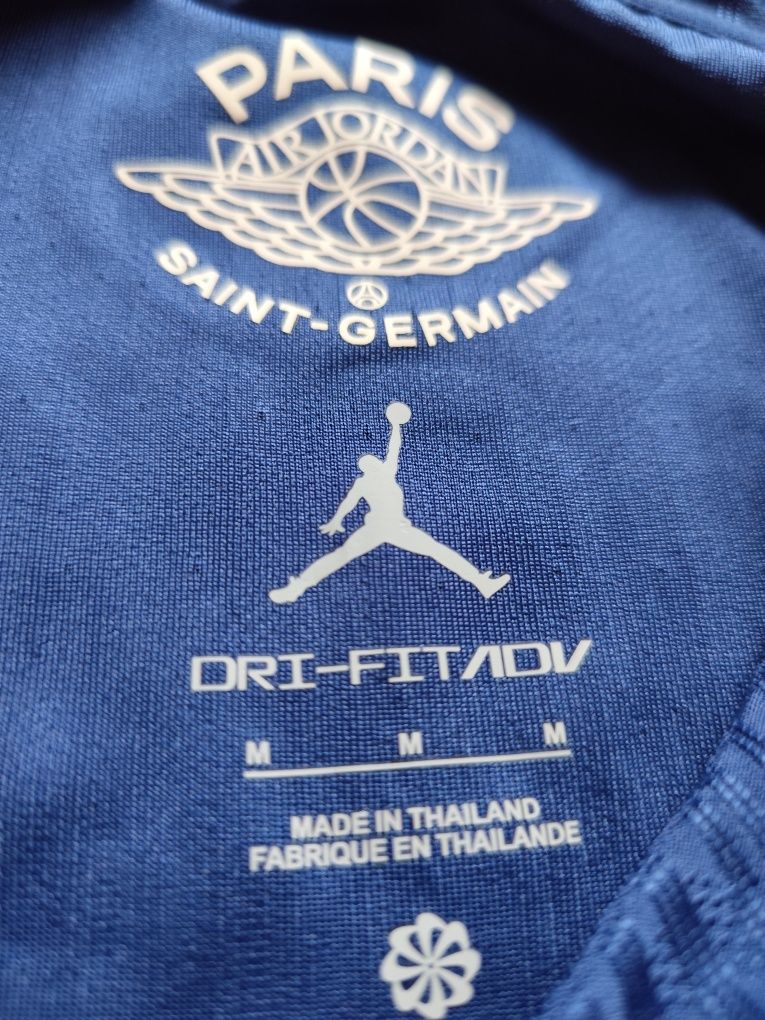 PARIS
AIR JORDAN
SAINT-GERMAIN
DRI-FIT ADV
M M M
MADE IN THAILAND
FABRIQUE EN THAILANDE